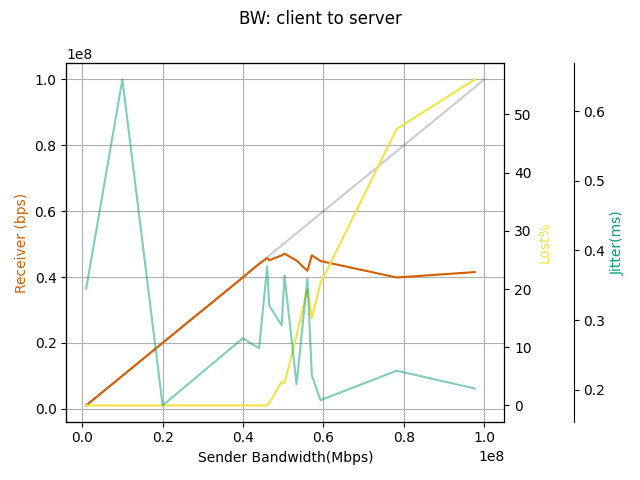 BW: client to server
1e8
1.0
0.8
0.6
0.4
0.2
0.0
Receiver (bps)
0.0 0.2 0.4 0.6 0.8 1.0
1e8
Sender Bandwidth(Mbps)
50
40
30
20
10
0
Lost%
0.6
0.5
0.4
0.3
0.2
Jitter(ms)